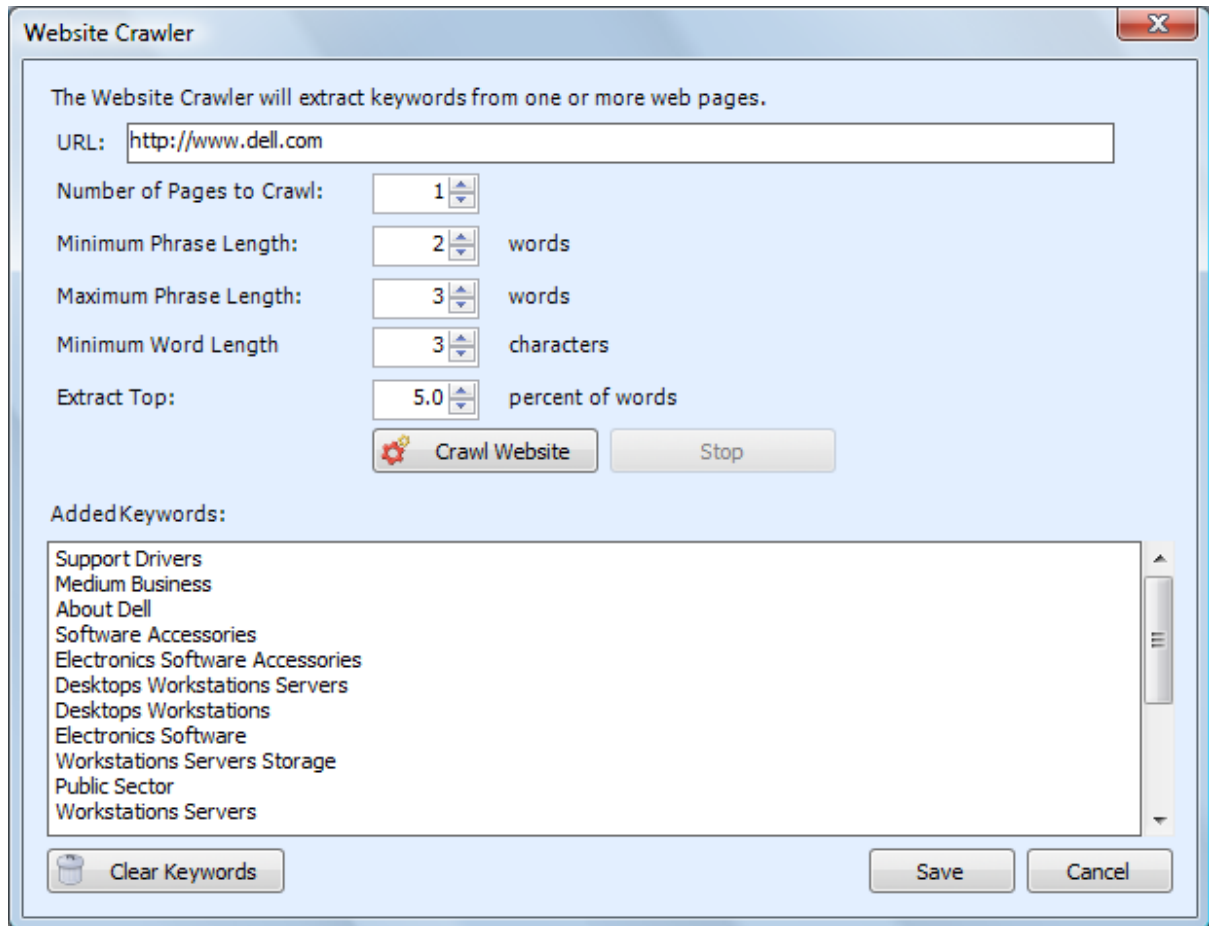 Website Crawler
The Website Crawler will extract keywords from one or more web pages.
URL: http://www.dell.com
Number of Pages to Crawl: 1
Minimum Phrase Length: 2 words
Maximum Phrase Length: 3 words
Minimum Word Length 3 characters
Extract Top: 5.0 percent of words
Crawl Website Stop
Added Keywords:
Support Drivers
Medium Business
About Dell
Software Accessories
Electronics Software Accessories
Desktops Workstations Servers
Desktops Workstations
Electronics Software
Workstations Servers Storage
Public Sector
Workstations Servers
Clear Keywords Save Cancel